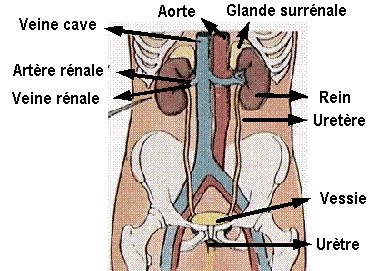 Aorte
Glande surrénale
Veine cave
Artère rénale
Veine rénale
Rein
Uretère
Vessie
Urètre